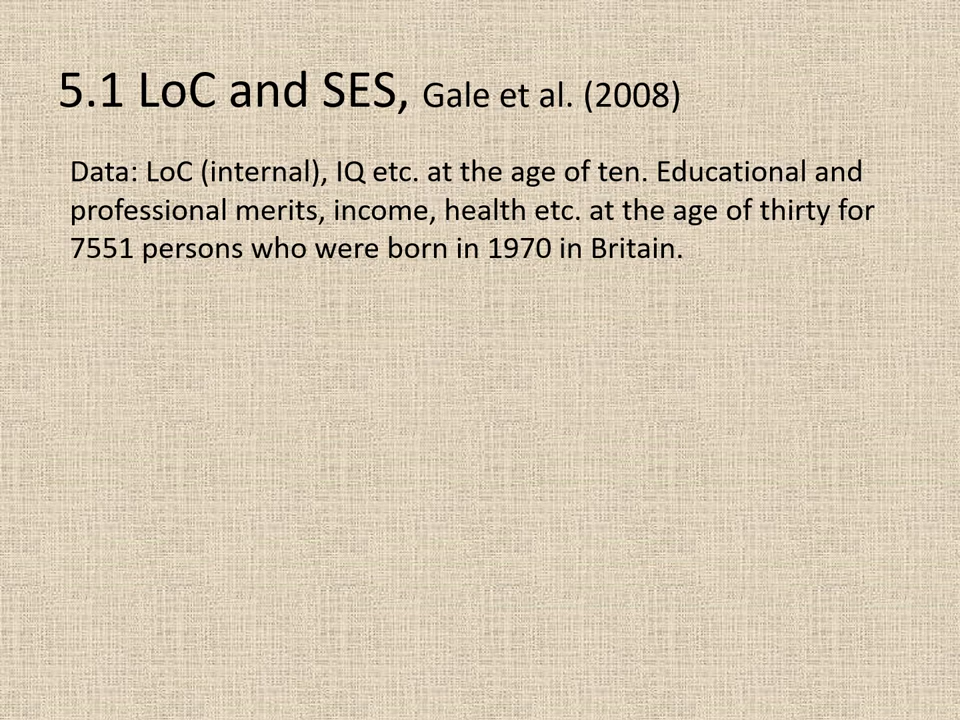 5.1 LoC and SES, Gale et al. (2008)
Data: LoC (internal), IQ etc. at the age of ten. Educational and
professional merits, income, health etc. at the age of thirty for
7551 persons who were born in 1970 in Britain.